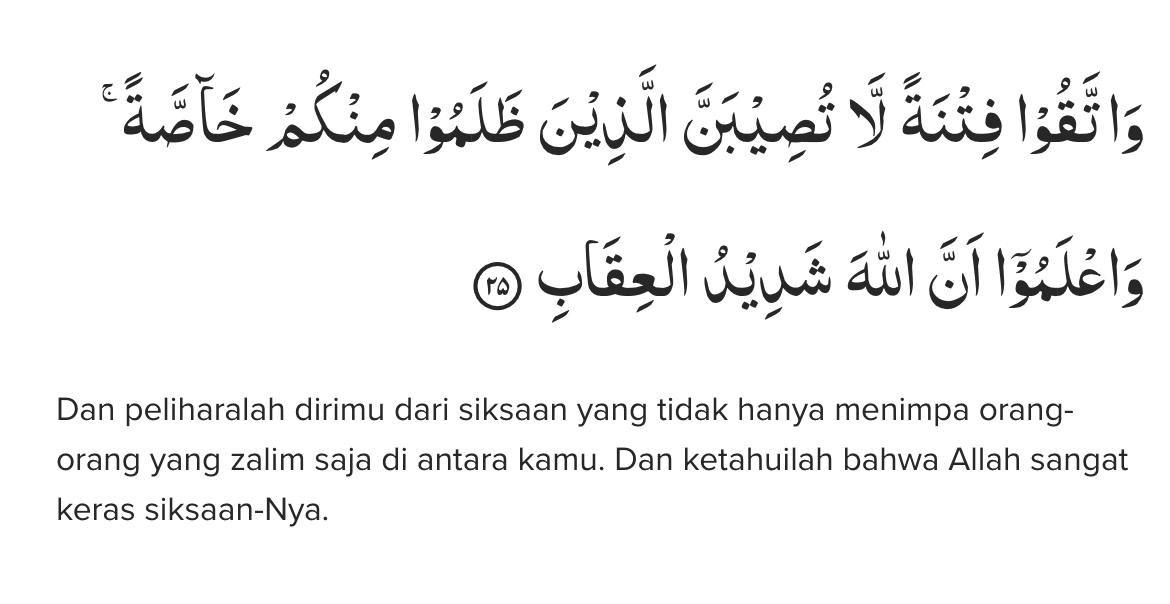 وَاتَّقُوْا فِتْنَةً لَّا تُصِيْبَنَّ الَّذِيْنَ ظَلَمُوْا مِنْكُمْ خَاۤصَّةً ۚ
وَاعْلَمُوْٓا اَنَّ اللّٰهَ شَدِيْدُ الْعِقَابِ ۝٢٥
Dan peliharalah dirimu dari siksaan yang tidak hanya menimpa orang-
orang yang zalim saja di antara kamu. Dan ketahuilah bahwa Allah sangat
keras siksaan-Nya.